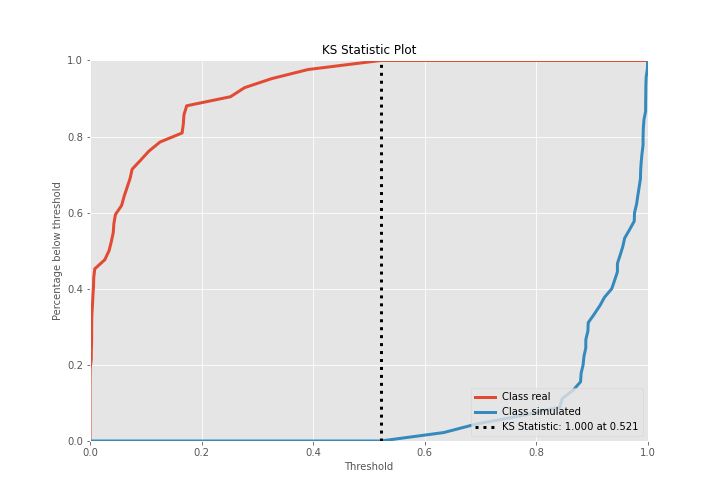 KS Statistic Plot
Percentage below threshold
1.0
0.8
0.6
0.4
0.2
0.0
0.0 0.2 0.4 0.6 0.8 1.0
Threshold
Class real
Class simulated
KS Statistic: 1.000 at 0.521